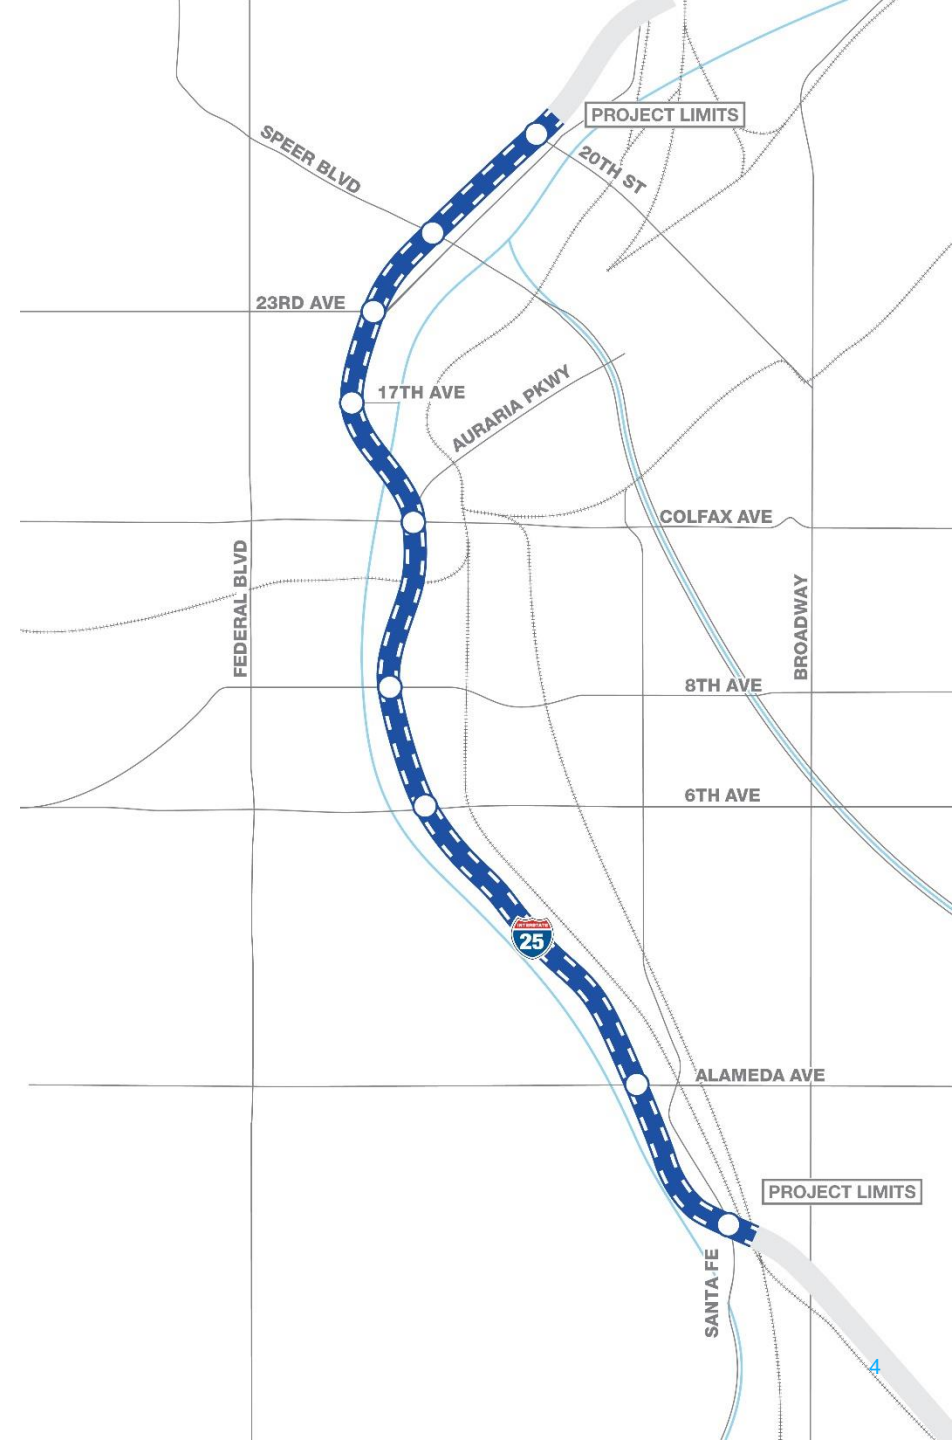 PROJECT LIMITS
SPEER BLVD
20TH ST
23RD AVE
17TH AVE
AURARIA PKWY
COLFAX AVE
FEDERAL BLVD
BROADWAY
8TH AVE
6TH AVE
INTERSTATE
25
ALAMEDA AVE
PROJECT LIMITS
SANTA FE
4